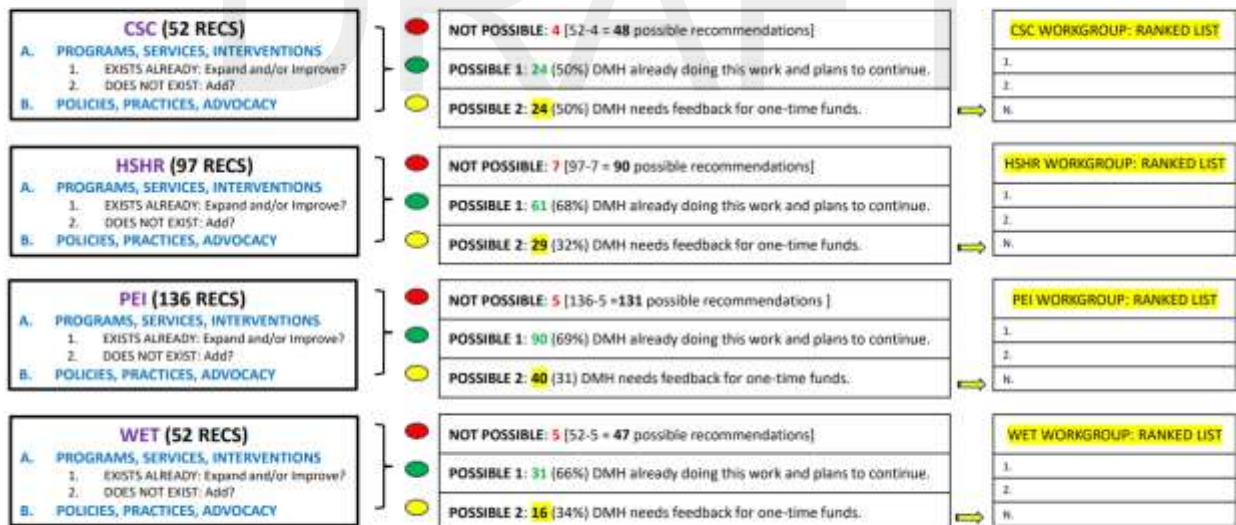 DRAFT
CSC (52 RECS)
A. PROGRAMS, SERVICES, INTERVENTIONS
1. EXISTS ALREADY: Expand and/or Improve?
2. DOES NOT EXIST: Add?
B. POLICIES, PRACTICES, ADVOCACY
NOT POSSIBLE: 4 [52-4 = 48 possible recommendations]
POSSIBLE 1: 24 (50%) DMH already doing this work and plans to continue.
POSSIBLE 2: 24 (50%) DMH needs feedback for one-time funds.
CSC WORKGROUP: RANKED LIST
1.
2.
N.
HSHR (97 RECS)
A. PROGRAMS, SERVICES, INTERVENTIONS
1. EXISTS ALREADY: Expand and/or Improve?
2. DOES NOT EXIST: Add?
B. POLICIES, PRACTICES, ADVOCACY
NOT POSSIBLE: 7 [97-7 = 90 possible recommendations]
POSSIBLE 1: 61 (68%) DMH already doing this work and plans to continue.
POSSIBLE 2: 29 (32%) DMH needs feedback for one-time funds.
HSHR WORKGROUP: RANKED LIST
1.
2.
N.
PEI (136 RECS)
A. PROGRAMS, SERVICES, INTERVENTIONS
1. EXISTS ALREADY: Expand and/or Improve?
2. DOES NOT EXIST: Add?
B. POLICIES, PRACTICES, ADVOCACY
NOT POSSIBLE: 5 [136-5 =131 possible recommendations ]
POSSIBLE 1: 90 (69%) DMH already doing this work and plans to continue.
POSSIBLE 2: 40 (31) DMH needs feedback for one-time funds.
PEI WORKGROUP: RANKED LIST
1.
2.
N.
WET (52 RECS)
A. PROGRAMS, SERVICES, INTERVENTIONS
1. EXISTS ALREADY: Expand and/or Improve?
2. DOES NOT EXIST: Add?
B. POLICIES, PRACTICES, ADVOCACY
NOT POSSIBLE: 5 [52-5 = 47 possible recommendations]
POSSIBLE 1: 31 (66%) DMH already doing this work and plans to continue.
POSSIBLE 2: 16 (34%) DMH needs feedback for one-time funds.
WET WORKGROUP: RANKED LIST
1.
2.
N.